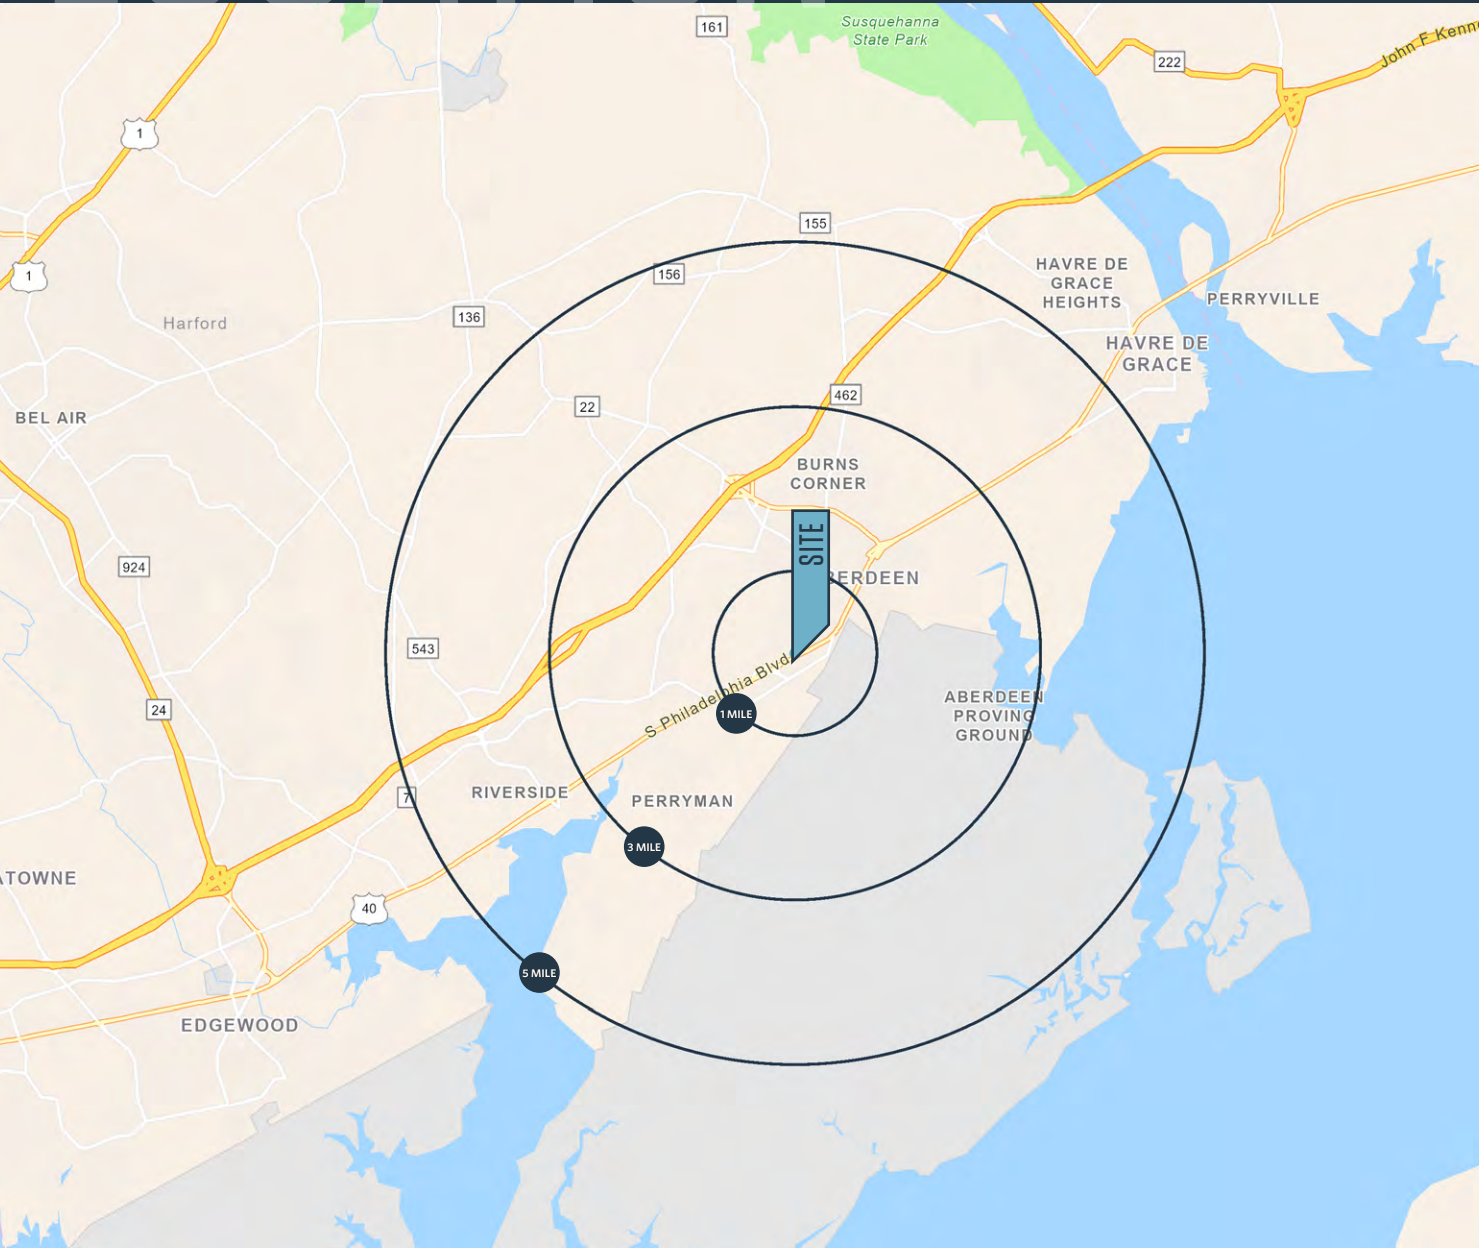 161
Susquehanna
State Park
222
John F Kenn
1
155
156
1
HAVRE DE
GRACE
HEIGHTS
PERRYVILLE
136
Harford
HAVRE DE
GRACE
462
22
BEL AIR
BURNS
CORNER
SITE
924
BERDEEN
543
S Philadelphia Blvd
ABERDEEN
PROVING
GROUND
24
1 MILE
7
RIVERSIDE
PERRYMAN
3 MILE
ATOWNE
40
5 MILE
EDGEWOOD